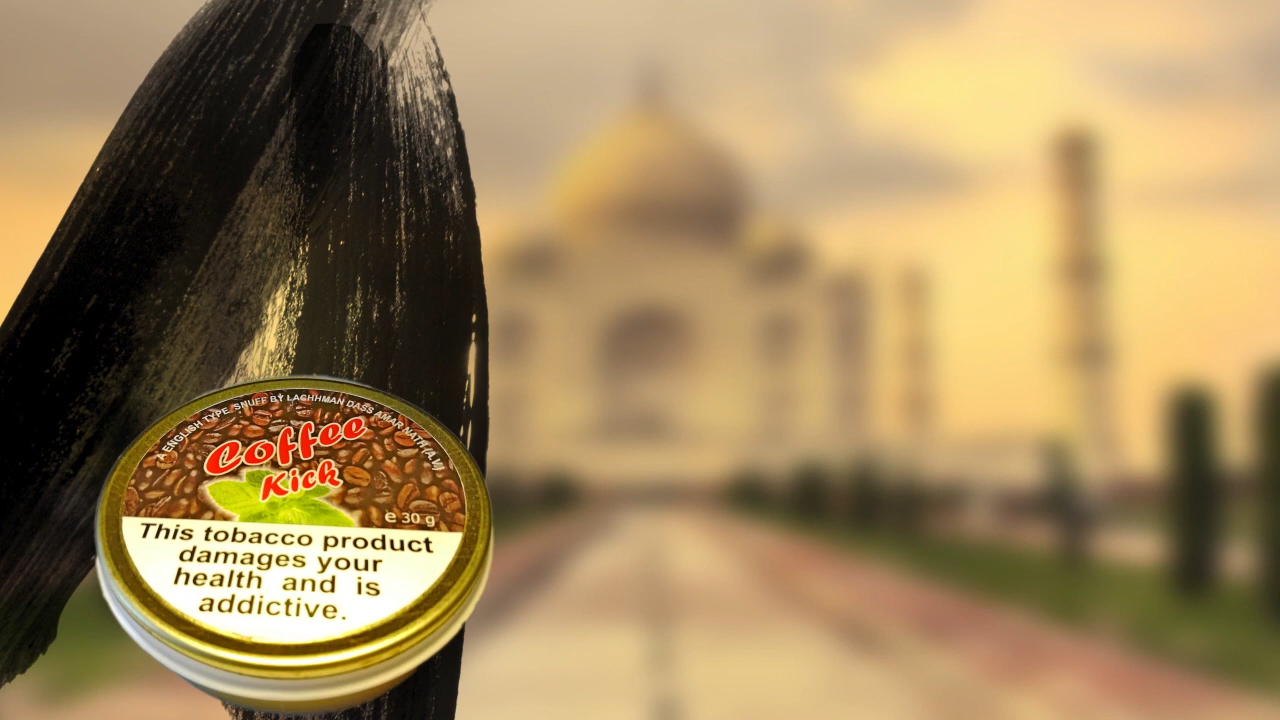 A ENGLISH TYPE SNUFF BY LACHHMAN DASS AMAR NATH (A.V)
Coffee
Kick
e 30 g
This tobacco product
damages your
health and is
addictive.